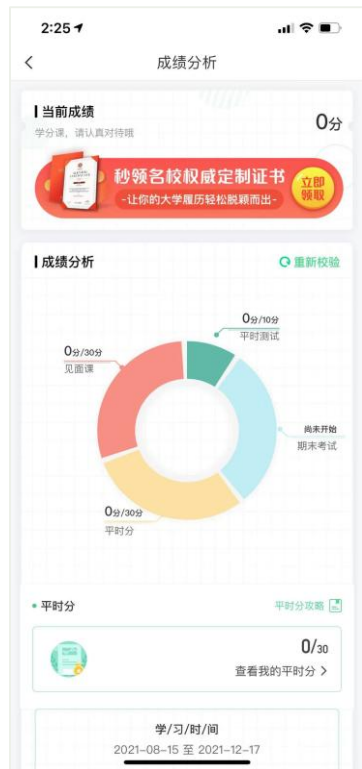 2:25
成绩分析
当前成绩
学分课，请认真对待哦
0分
秒领名校权威定制证书
-让你的大学履历轻松脱颖而出-
立即
领取
成绩分析
重新校验
0分/10分
平时测试
0分/30分
见面课
尚未开始
期末考试
0分/30分
平时分
平时分
平时分攻略
0/30
查看我的平时分 >
学/习/时/间
2021-08-15 至 2021-12-17